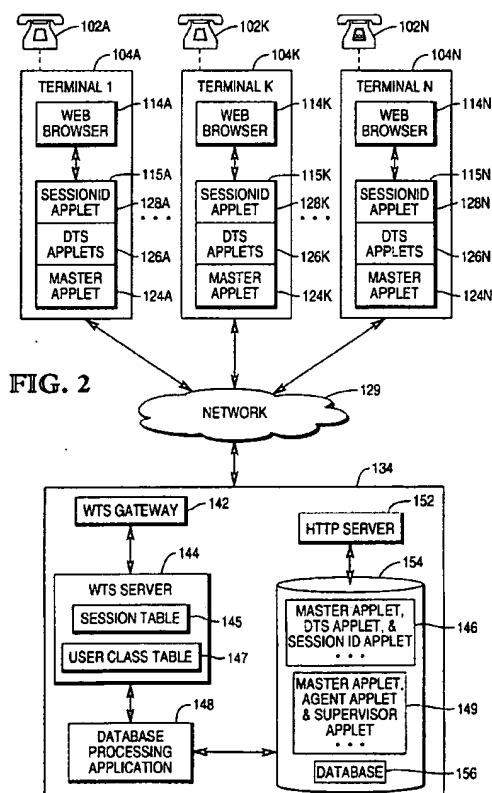 102A
102K
102N
104A
104K
104N
TERMINAL 1
TERMINAL K
TERMINAL N
WEB
BROWSER
114A
WEB
BROWSER
114K
WEB
BROWSER
114N
115A
115K
115N
SESSIONID
APPLET
128A
SESSIONID
APPLET
128K
SESSIONID
APPLET
128N
. . .
. . .
DTS
APPLETS
126A
DTS
APPLETS
126K
DTS
APPLETS
126N
MASTER
APPLET
124A
MASTER
APPLET
124K
MASTER
APPLET
124N
FIG. 2
129
NETWORK
134
WTS GATEWAY
142
HTTP SERVER
152
144
WTS SERVER
SESSION TABLE
145
USER CLASS TABLE
147
148
DATABASE
PROCESSING
APPLICATION
154
MASTER APPLET,
DTS APPLET, &
SESSION ID APPLET
. . .
146
MASTER APPLET,
AGENT APPLET
& SUPERVISOR
APPLET
. . .
149
DATABASE
156